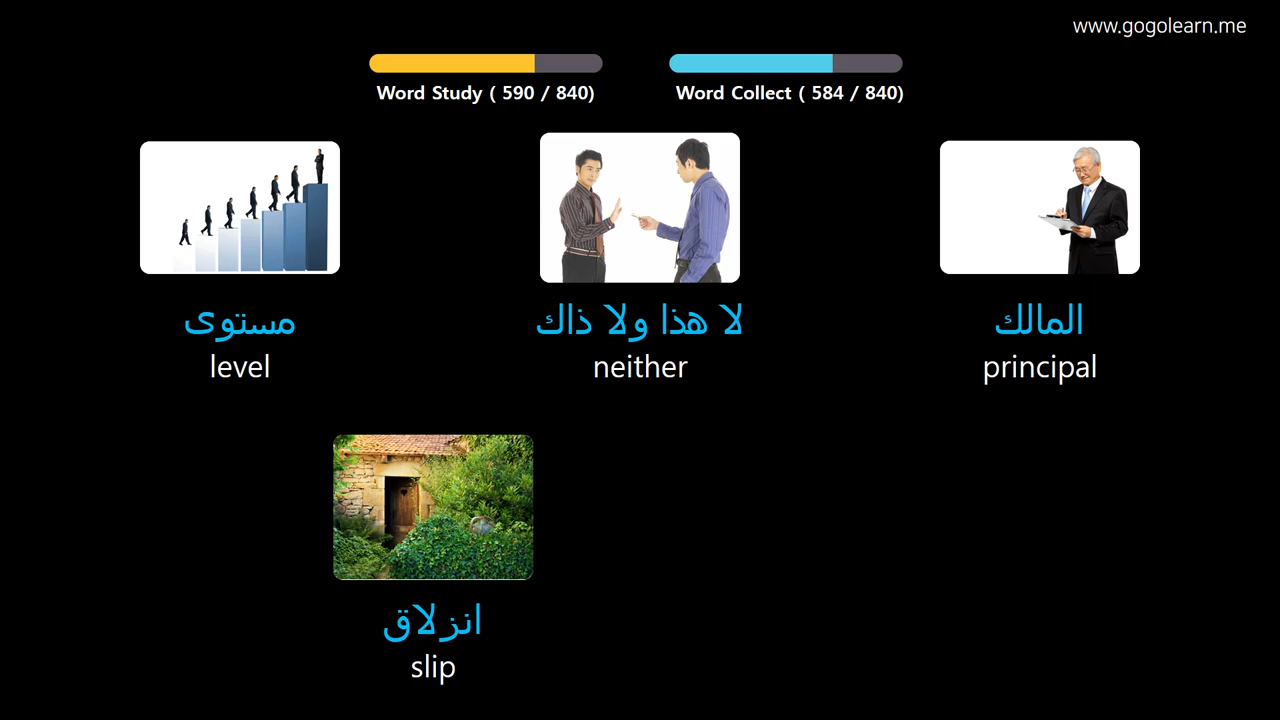 www.gogolearn.me
Word Study ( 590 / 840)
Word Collect ( 584 / 840)
مستوى
level
لا هذا ولا ذاك
neither
المالك
principal
انزلاق
slip